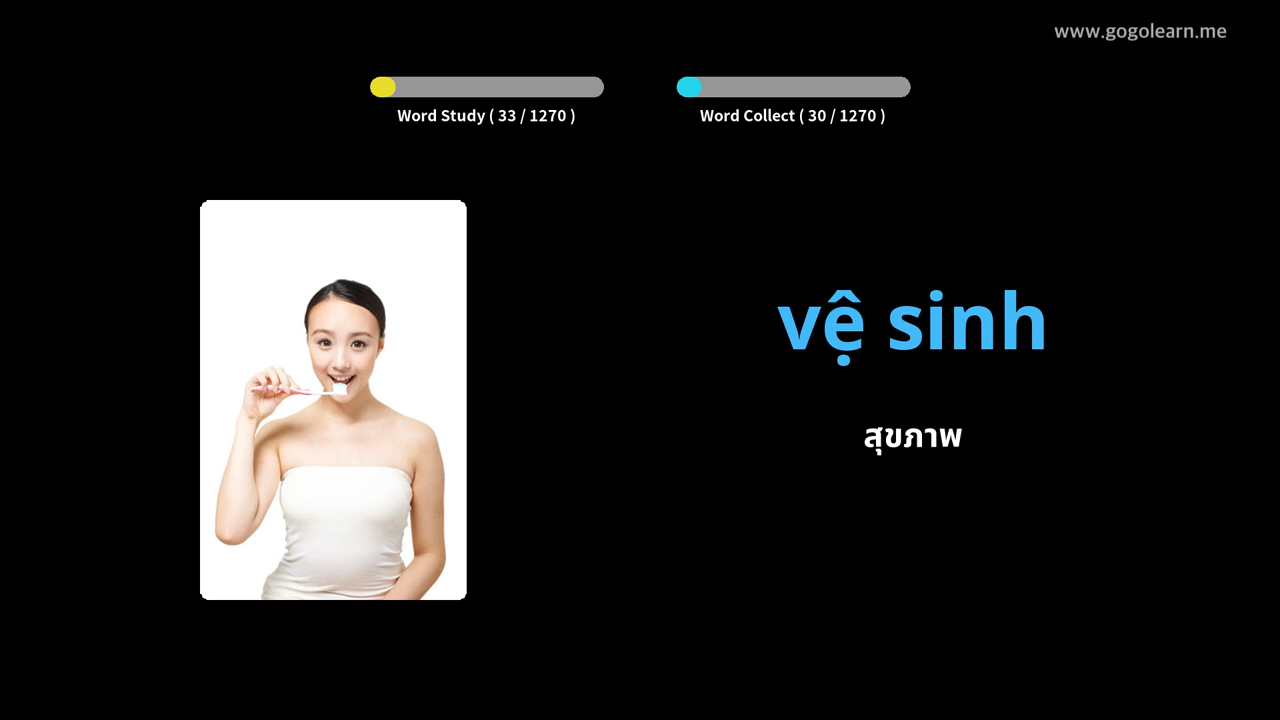 www.gogolearn.me
Word Study ( 33 / 1270 )
Word Collect ( 30 / 1270 )
vệ sinh
สุขภาพ